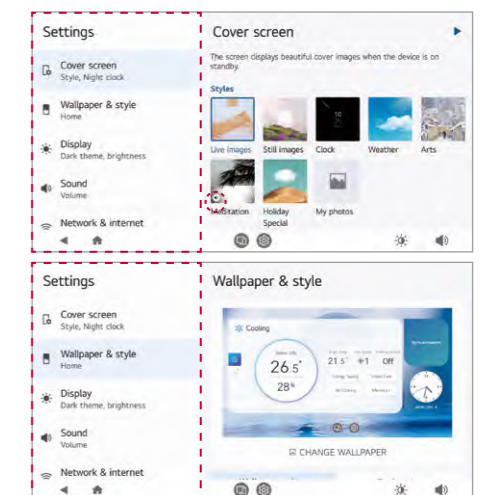 Settings
Cover screen
Style, Night clock
Wallpaper & style
Home
Display
Dark theme, brightness
Sound
Volume
Network & internet
Cover screen
The screen displays beautiful cover images when the device is on
standby.
Styles
Live images Still images Clock Weather Arts
Meditation Holiday My photos
Special
Settings
Cover screen
Style, Night clock
Wallpaper & style
Home
Display
Dark theme, brightness
Sound
Volume
Network & internet
Wallpaper & style
Cooling
26.5
28
21.5 +1 Off
CHANGE WALLPAPER